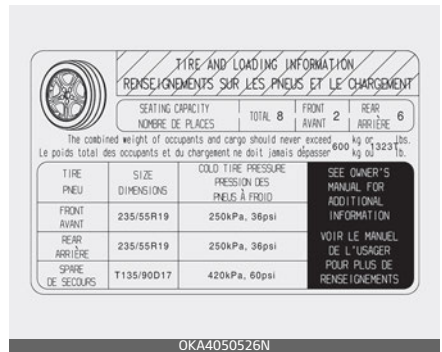 TIRE AND LOADING INFORMATION
RENSEIGNEMENTS SUR LES PNEUS ET LE CHARGEMENT
SEATING CAPACITY
NOMBRE DE PLACES
TOTAL 8
FRONT
AVANT 2
REAR
ARRIÈRE 6
The combined weight of occupants and cargo should never exceed 600 kg or 1323 lbs.
Le poids total des occupants et du chargement ne doit jamais dépasser 600 kg ou 1323 lb.
TIRE
PNEU
SIZE
DIMENSIONS
COLD TIRE PRESSURE
PRESSION DES
PNEUS À FROID
FRONT
AVANT
235/55R19
250kPa, 36psi
REAR
ARRIÈRE
235/55R19
250kPa, 36psi
SPARE
DE SECOURS
T135/90D17
420kPa, 60psi
SEE OWNER'S
MANUAL FOR
ADDITIONAL
INFORMATION
VOIR LE MANUEL
DE L'USAGER
POUR PLUS DE
RENSEIGNEMENTS
OKA4050526N